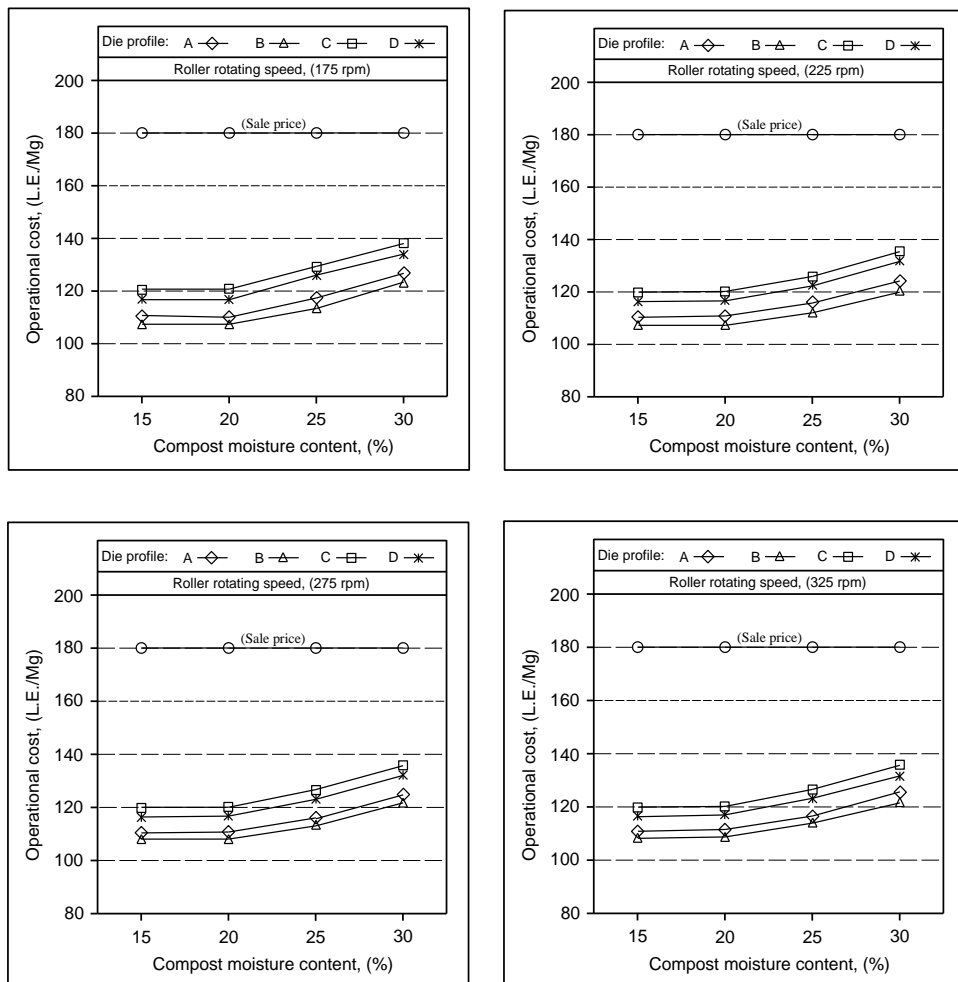 Die profile: A B C D
Roller rotating speed, (175 rpm)
(Sale price)
200
180
160
140
120
100
80
15 20 25 30
Operational cost, (L.E./Mg)
Compost moisture content, (%)
Die profile: A B C D
Roller rotating speed, (225 rpm)
(Sale price)
200
180
160
140
120
100
80
15 20 25 30
Operational cost, (L.E./Mg)
Compost moisture content, (%)
Die profile: A B C D
Roller rotating speed, (275 rpm)
(Sale price)
200
180
160
140
120
100
80
15 20 25 30
Operational cost, (L.E./Mg)
Compost moisture content, (%)
Die profile: A B C D
Roller rotating speed, (325 rpm)
(Sale price)
200
180
160
140
120
100
80
15 20 25 30
Operational cost, (L.E./Mg)
Compost moisture content, (%)